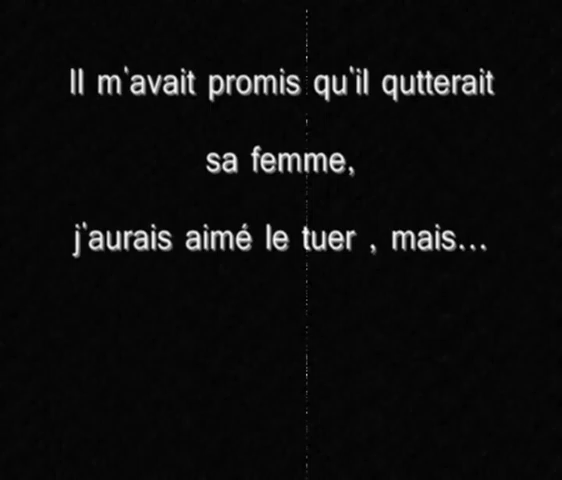 Il m'avait promis qu'il qutterait
sa femme,
j'aurais aimé le tuer , mais...